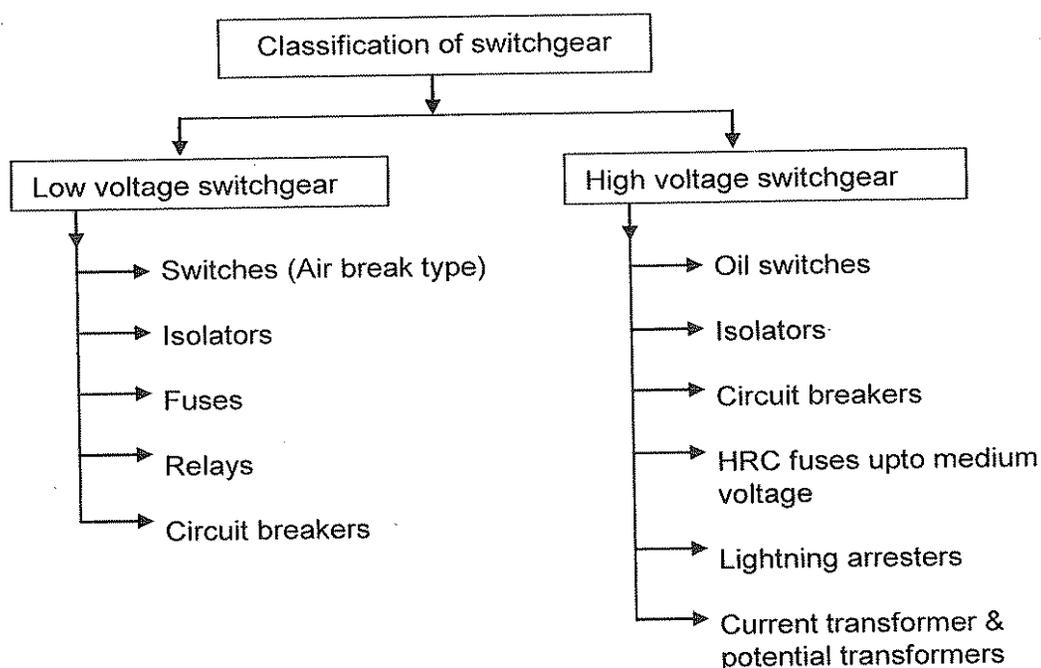 Classification of switchgear
Low voltage switchgear
Switches (Air break type)
Isolators
Fuses
Relays
Circuit breakers
High voltage switchgear
Oil switches
Isolators
Circuit breakers
HRC fuses upto medium
voltage
Lightning arresters
Current transformer &
potential transformers